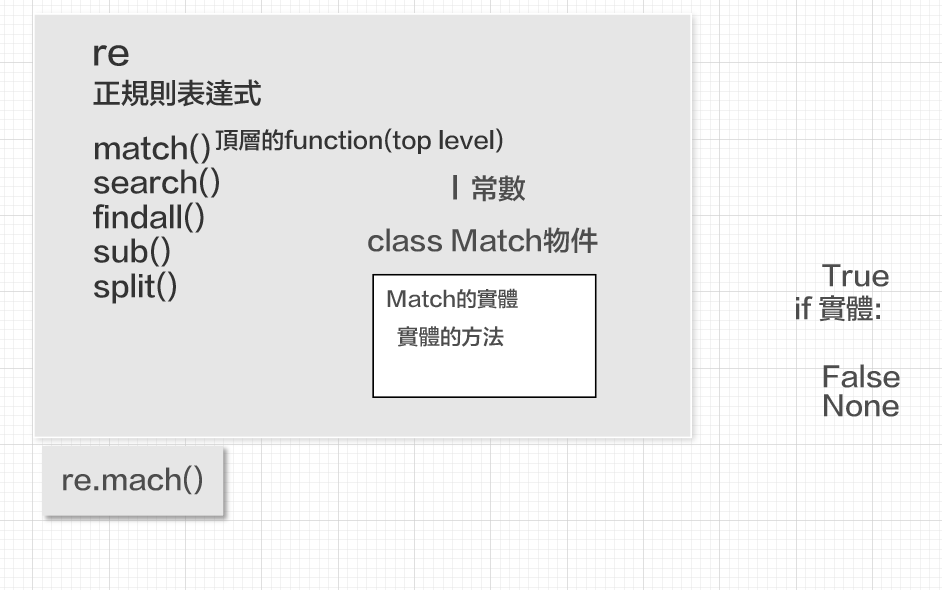 re
正規則表達式
match() 頂層的function(top level)
search()
I 常數
findall()
class Match物件
sub()
split()
Match的實體
實體的方法
True
if 實體:
False
None
re.mach()